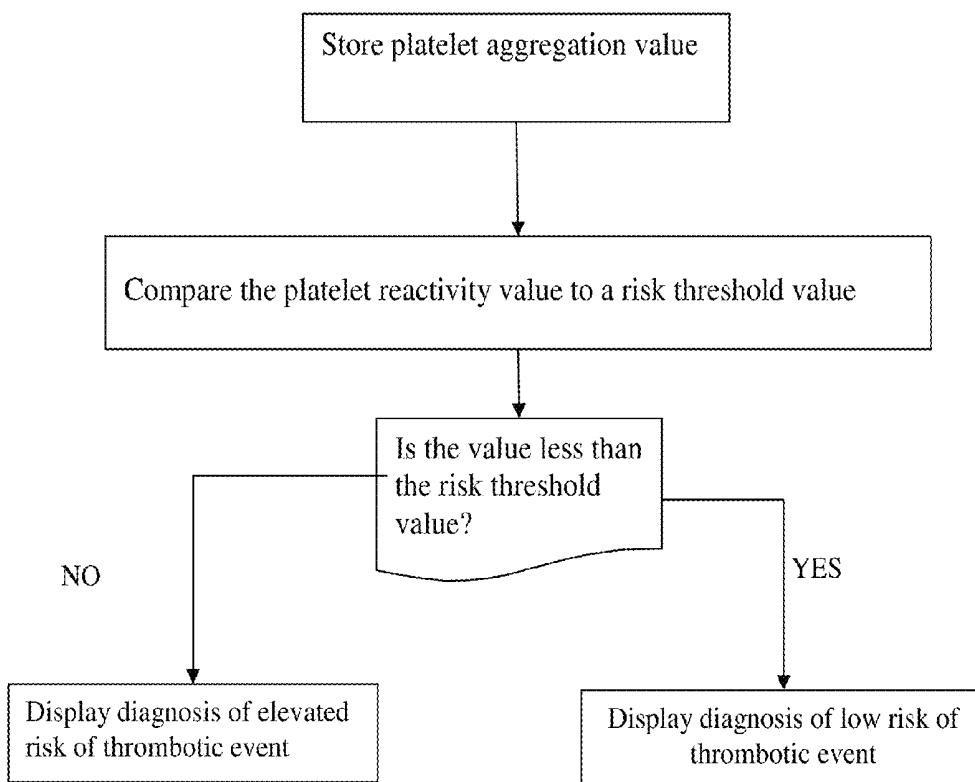 Store platelet aggregation value
Compare the platelet reactivity value to a risk threshold value
Is the value less than
the risk threshold
value?
NO
YES
Display diagnosis of elevated
risk of thrombotic event
Display diagnosis of low risk of
thrombotic event